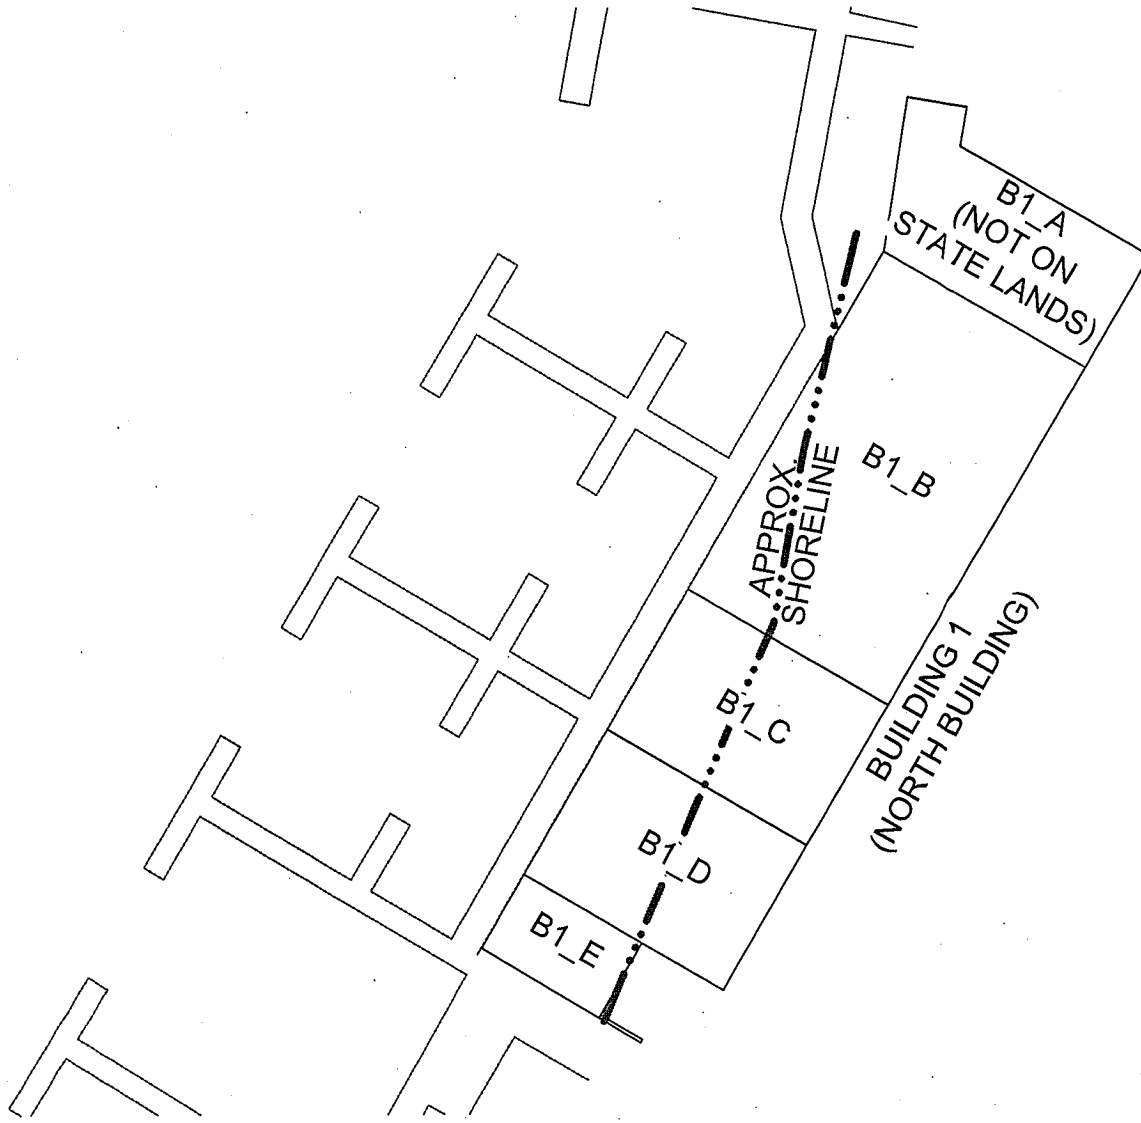 B1_A
(NOT ON
STATE LANDS)
B1_B
APPROX.
SHORELINE
B1_C
BUILDING 1
(NORTH BUILDING)
B1_D
B1_E